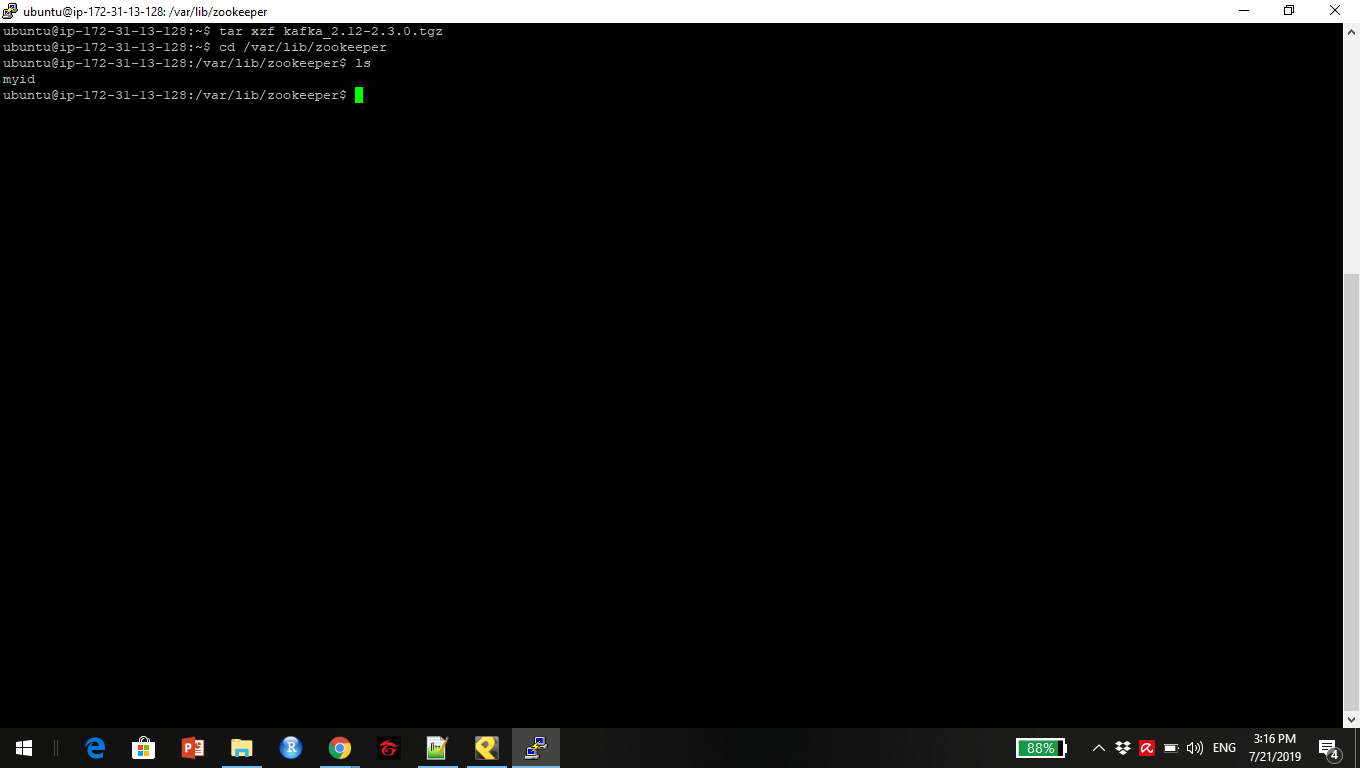 ubuntu@ip-172-31-13-128: /var/lib/zookeeper
ubuntu@ip-172-31-13-128:~$ tar xzf kafka_2.12-2.3.0.tgz
ubuntu@ip-172-31-13-128:~$ cd /var/lib/zookeeper
ubuntu@ip-172-31-13-128:/var/lib/zookeeper$ ls
myid
ubuntu@ip-172-31-13-128:/var/lib/zookeeper$
88%
ENG
3:16 PM
7/21/2019
4